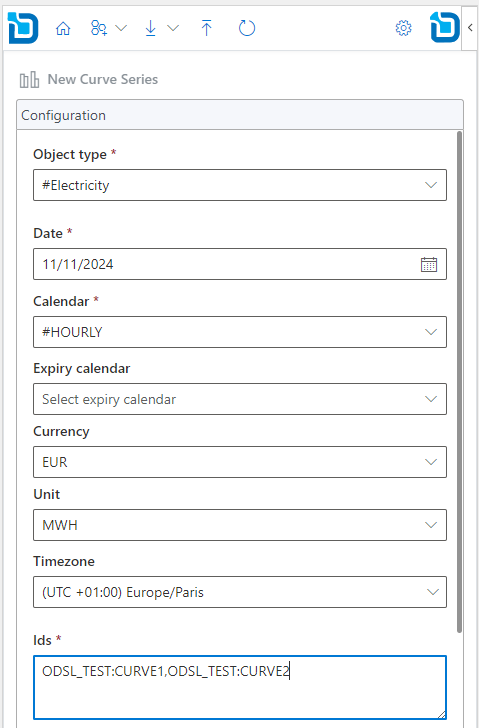 New Curve Series
Configuration
Object type *
#Electricity
Date *
11/11/2024
Calendar *
#HOURLY
Expiry calendar
Select expiry calendar
Currency
EUR
Unit
MWH
Timezone
(UTC +01:00) Europe/Paris
Ids *
ODSL_TEST:CURVE1,ODSL_TEST:CURVE2